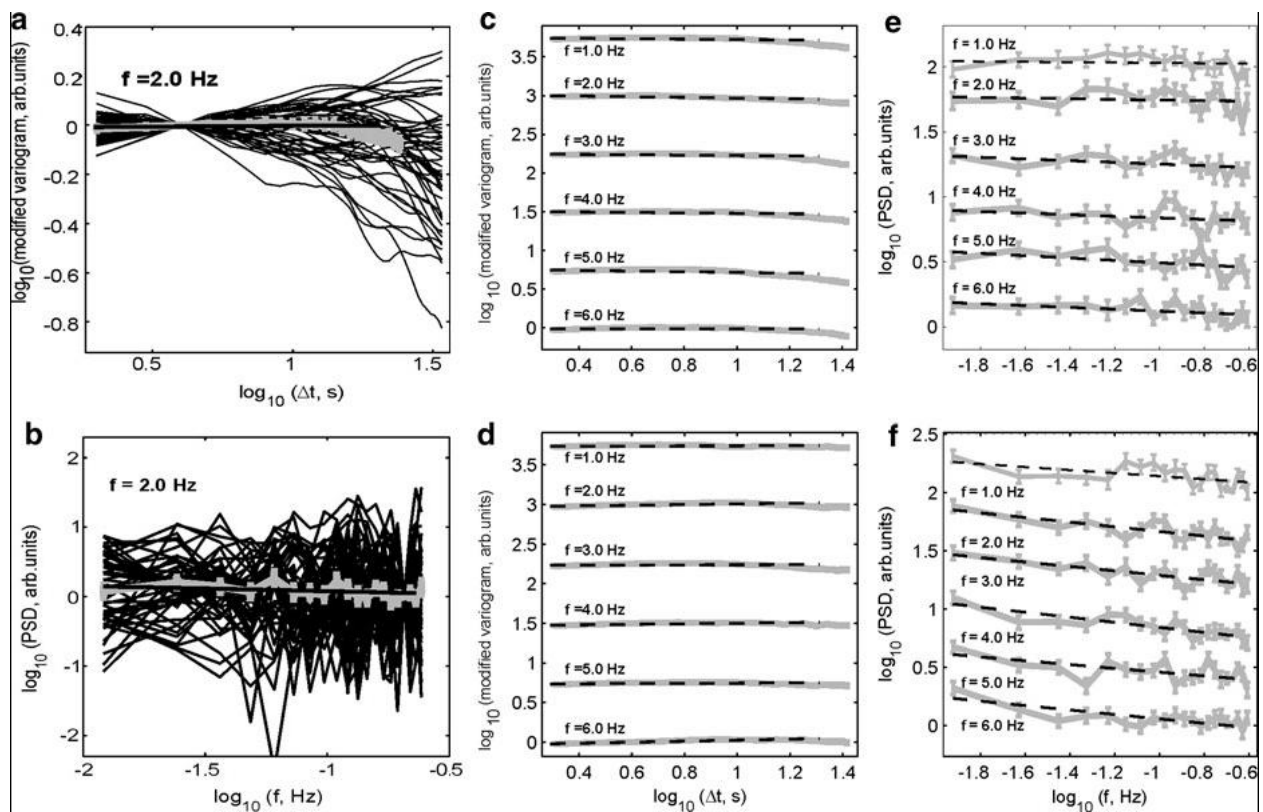 a
0.4
0.2
0
-0.2
-0.4
-0.6
-0.8
log10(modified variogram, arb.units)
f =2.0 Hz
0.5
1
1.5
log10 (Δt, s)
b
2
1
0
-1
-2
log10 (PSD, arb.units)
f = 2.0 Hz
-2
-1.5
-1
-0.5
log10 (f, Hz)
c
3.5
3
2.5
2
1.5
1
0.5
0
log10 (modified variogram, arb.units)
f =1.0 Hz
f =2.0 Hz
f =3.0 Hz
f =4.0 Hz
f =5.0 Hz
f =6.0 Hz
0.4
0.6
0.8
1
1.2
1.4
d
3.5
3
2.5
2
1.5
1
0.5
0
log10 (modified variogram, arb.units)
f =1.0 Hz
f =2.0 Hz
f =3.0 Hz
f =4.0 Hz
f =5.0 Hz
f =6.0 Hz
0.4
0.6
0.8
1
1.2
1.4
log10 (Δt, s)
e
2
1.5
1
0.5
0
log10 (PSD, arb.units)
f = 1.0 Hz
f = 2.0 Hz
f = 3.0 Hz
f = 4.0 Hz
f = 5.0 Hz
f = 6.0 Hz
-1.8
-1.6
-1.4
-1.2
-1
-0.8
-0.6
f
2.5
2
1.5
1
0.5
0
log10 (PSD, arb.units)
f = 1.0 Hz
f = 2.0 Hz
f = 3.0 Hz
f = 4.0 Hz
f = 5.0 Hz
f = 6.0 Hz
-1.8
-1.6
-1.4
-1.2
-1
-0.8
-0.6
log10 (f, Hz)